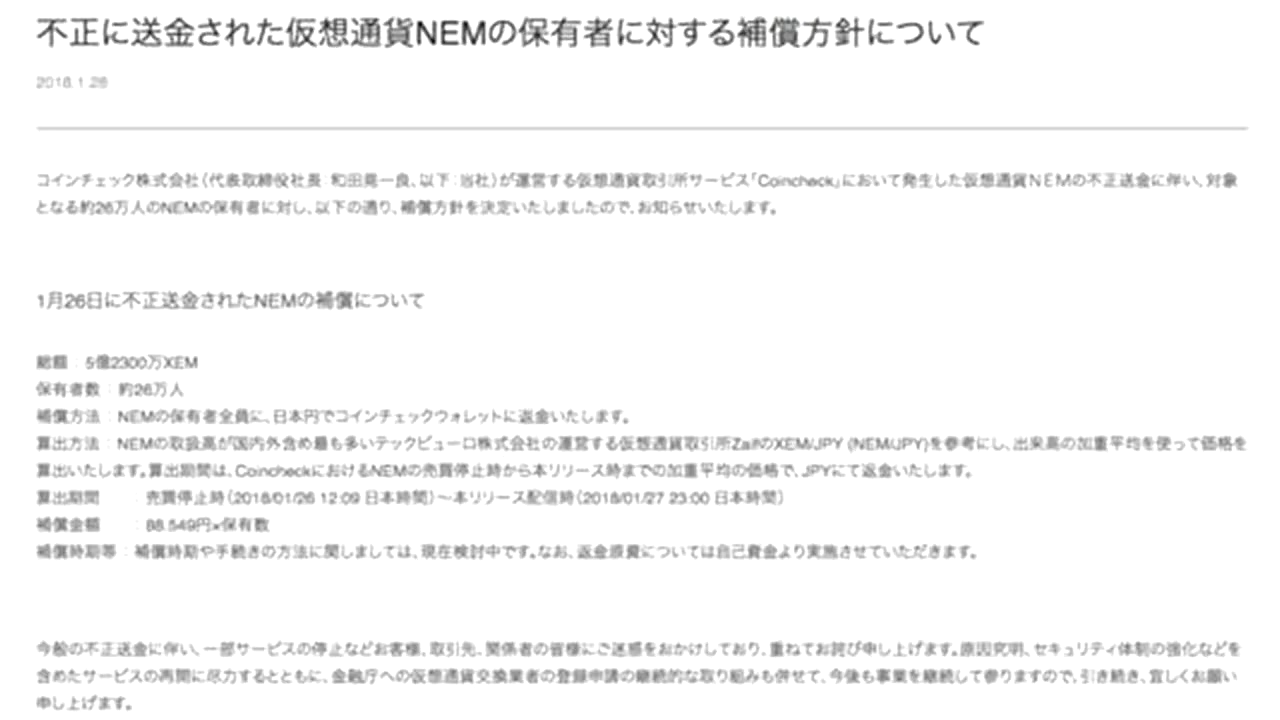 不正に送金された仮想通貨NEMの保有者に対する補償方針について
2018.1.28
コインチェック株式会社（代表取締役社長：和田晃一良、以下：当社）が運営する仮想通貨取引所サービス「Coincheck」において発生した仮想通貨ＮＥＭの不正送金に伴い、対象
となる約26万人のNEMの保有者に対し、以下の通り、補償方針を決定いたしましたので、お知らせいたします。
1月26日に不正送金されたNEMの補償について
総額：5億2300万XEM
保有者数：約26万人
補償方法：NEMの保有者全員に、日本円でコインチェックウォレットに返金いたします。
算出方法：NEMの取扱高が国内外含め最も多いテックビューロ株式会社の運営する仮想通貨取引所ZaifのXEM/JPY (NEM/JPY)を参考にし、出来高の加重平均を使って価格を
算出いたします。算出期間は、CoincheckにおけるNEMの売買停止時から本リリース時までの加重平均の価格で、JPYにて返金いたします。
算出期間　　：売買停止時（2018/01/26 12:09 日本時間）〜本リリース配信時（2018/01/27 23:00 日本時間）
補償金額　　：88.549円×保有数
補償時期等：補償時期や手続きの方法に関しましては、現在検討中です。なお、返金原資については自己資金より実施させていただきます。
今般の不正送金に伴い、一部サービスの停止などお客様、取引先、関係者の皆様にご迷惑をおかけしており、重ねてお詫び申し上げます。原因究明、セキュリティ体制の強化などを
含めたサービスの再開に尽力するとともに、金融庁への仮想通貨交換業者の登録申請の継続的な取り組みも併せて、今後も事業を継続して参りますので、引き続き、宜しくお願い
申し上げます。